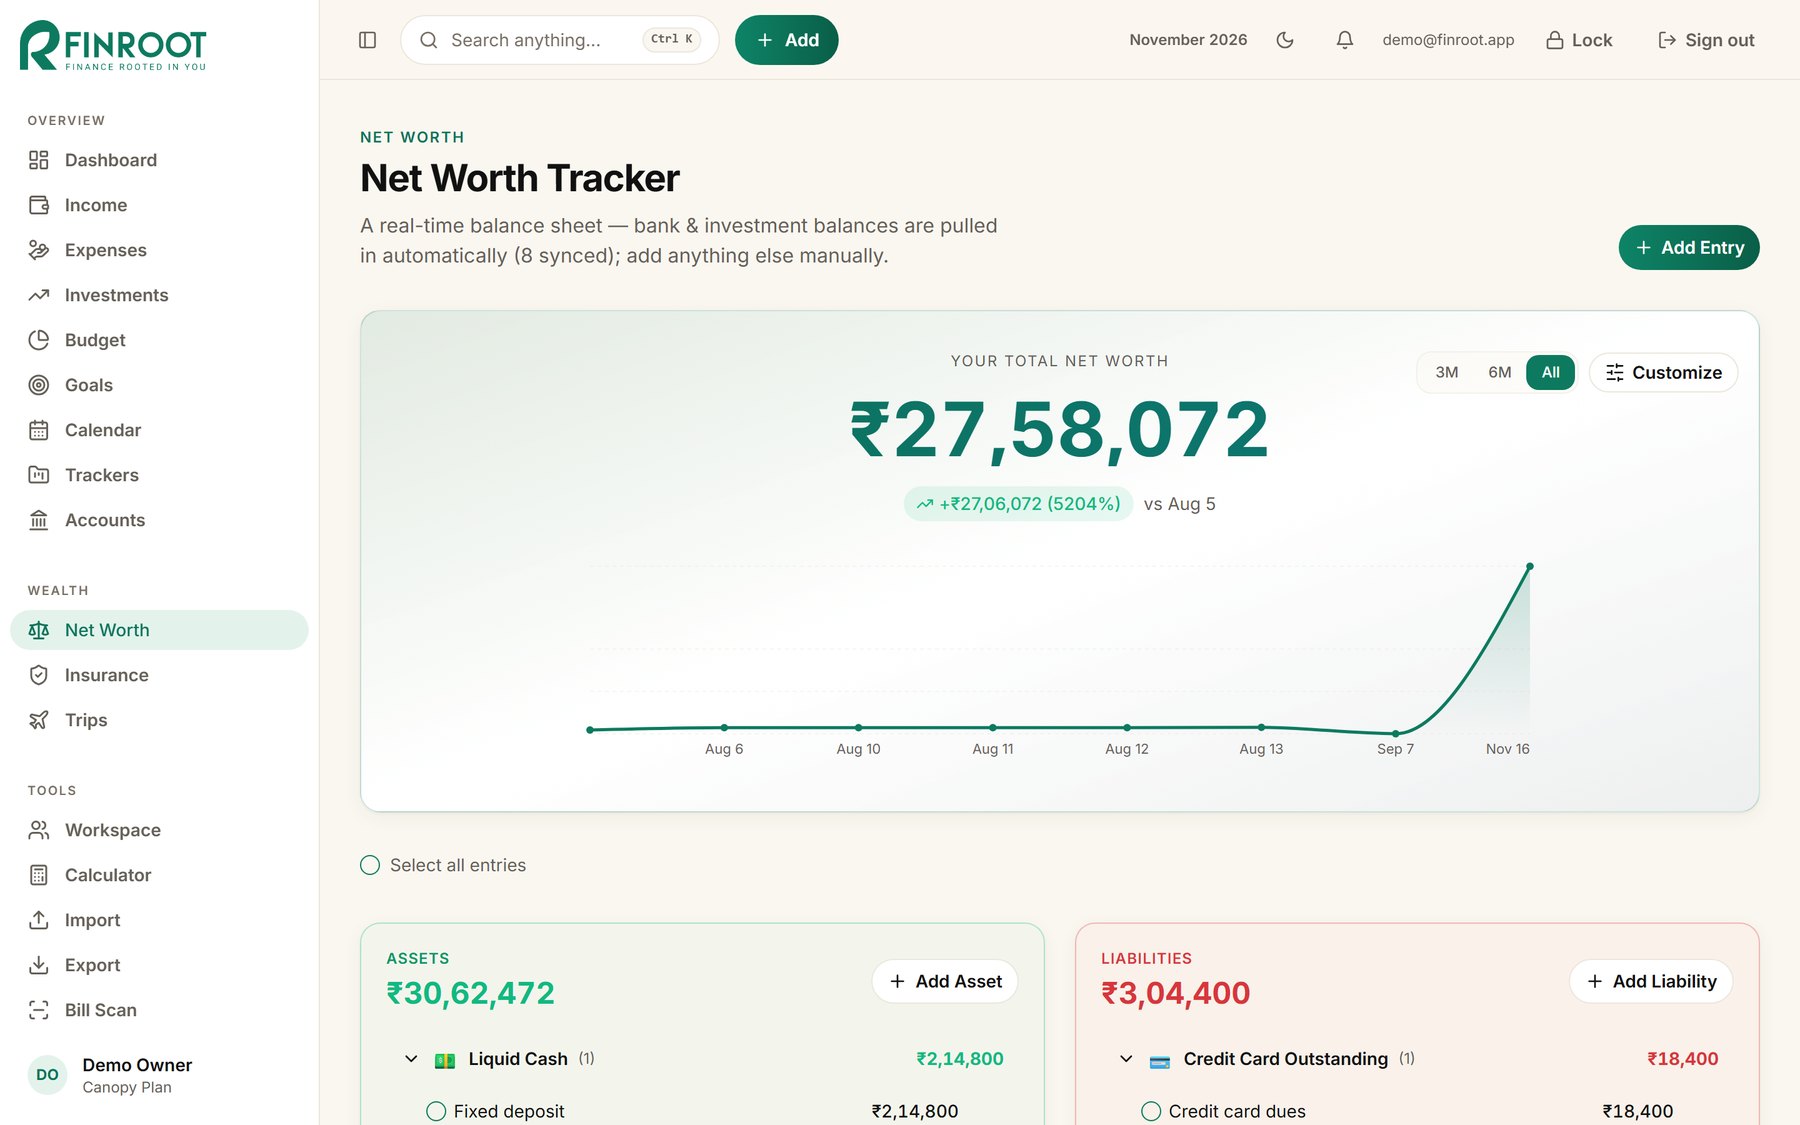 FINROOT
FINANCE ROOTED IN YOU
Search anything...
Ctrl K
+ Add
November 2026
demo@finroot.app
Lock
Sign out
OVERVIEW
Dashboard
Income
Expenses
Investments
Budget
Goals
Calendar
Trackers
Accounts
WEALTH
Net Worth
Insurance
Trips
TOOLS
Workspace
Calculator
Import
Export
Bill Scan
DO
Demo Owner
Canopy Plan
NET WORTH
Net Worth Tracker
A real-time balance sheet — bank & investment balances are pulled
in automatically (8 synced); add anything else manually.
+ Add Entry
YOUR TOTAL NET WORTH
3M 6M All
Customize
₹27,58,072
+₹27,06,072 (5204%) vs Aug 5
Aug 6 Aug 10 Aug 11 Aug 12 Aug 13 Sep 7 Nov 16
Select all entries
ASSETS
₹30,62,472
+ Add Asset
Liquid Cash (1) ₹2,14,800
Fixed deposit ₹2,14,800
LIABILITIES
₹3,04,400
+ Add Liability
Credit Card Outstanding (1) ₹18,400
Credit card dues ₹18,400